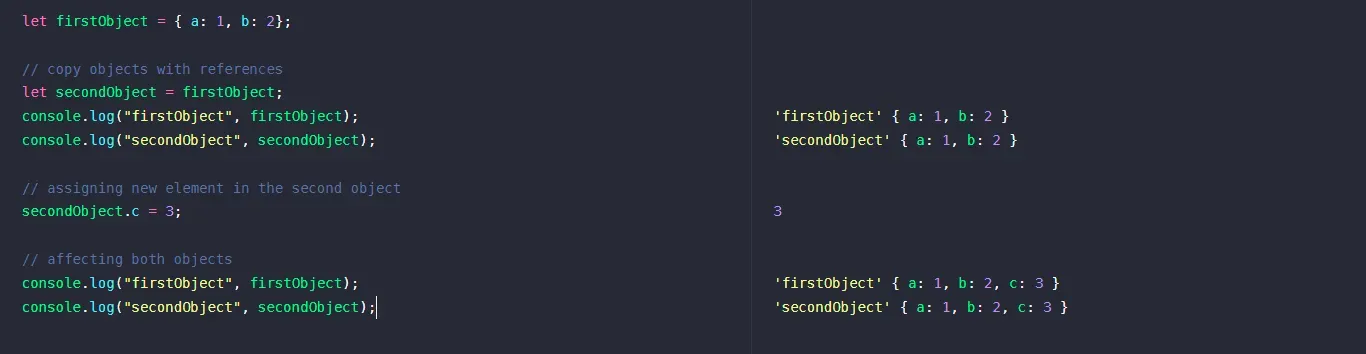 let firstObject = { a: 1, b: 2};
// copy objects with references
let secondObject = firstObject;
console.log("firstObject", firstObject); 'firstObject' { a: 1, b: 2 }
console.log("secondObject", secondObject); 'secondObject' { a: 1, b: 2 }
// assigning new element in the second object
secondObject.c = 3; 3
// affecting both objects
console.log("firstObject", firstObject); 'firstObject' { a: 1, b: 2, c: 3 }
console.log("secondObject", secondObject); 'secondObject' { a: 1, b: 2, c: 3 }